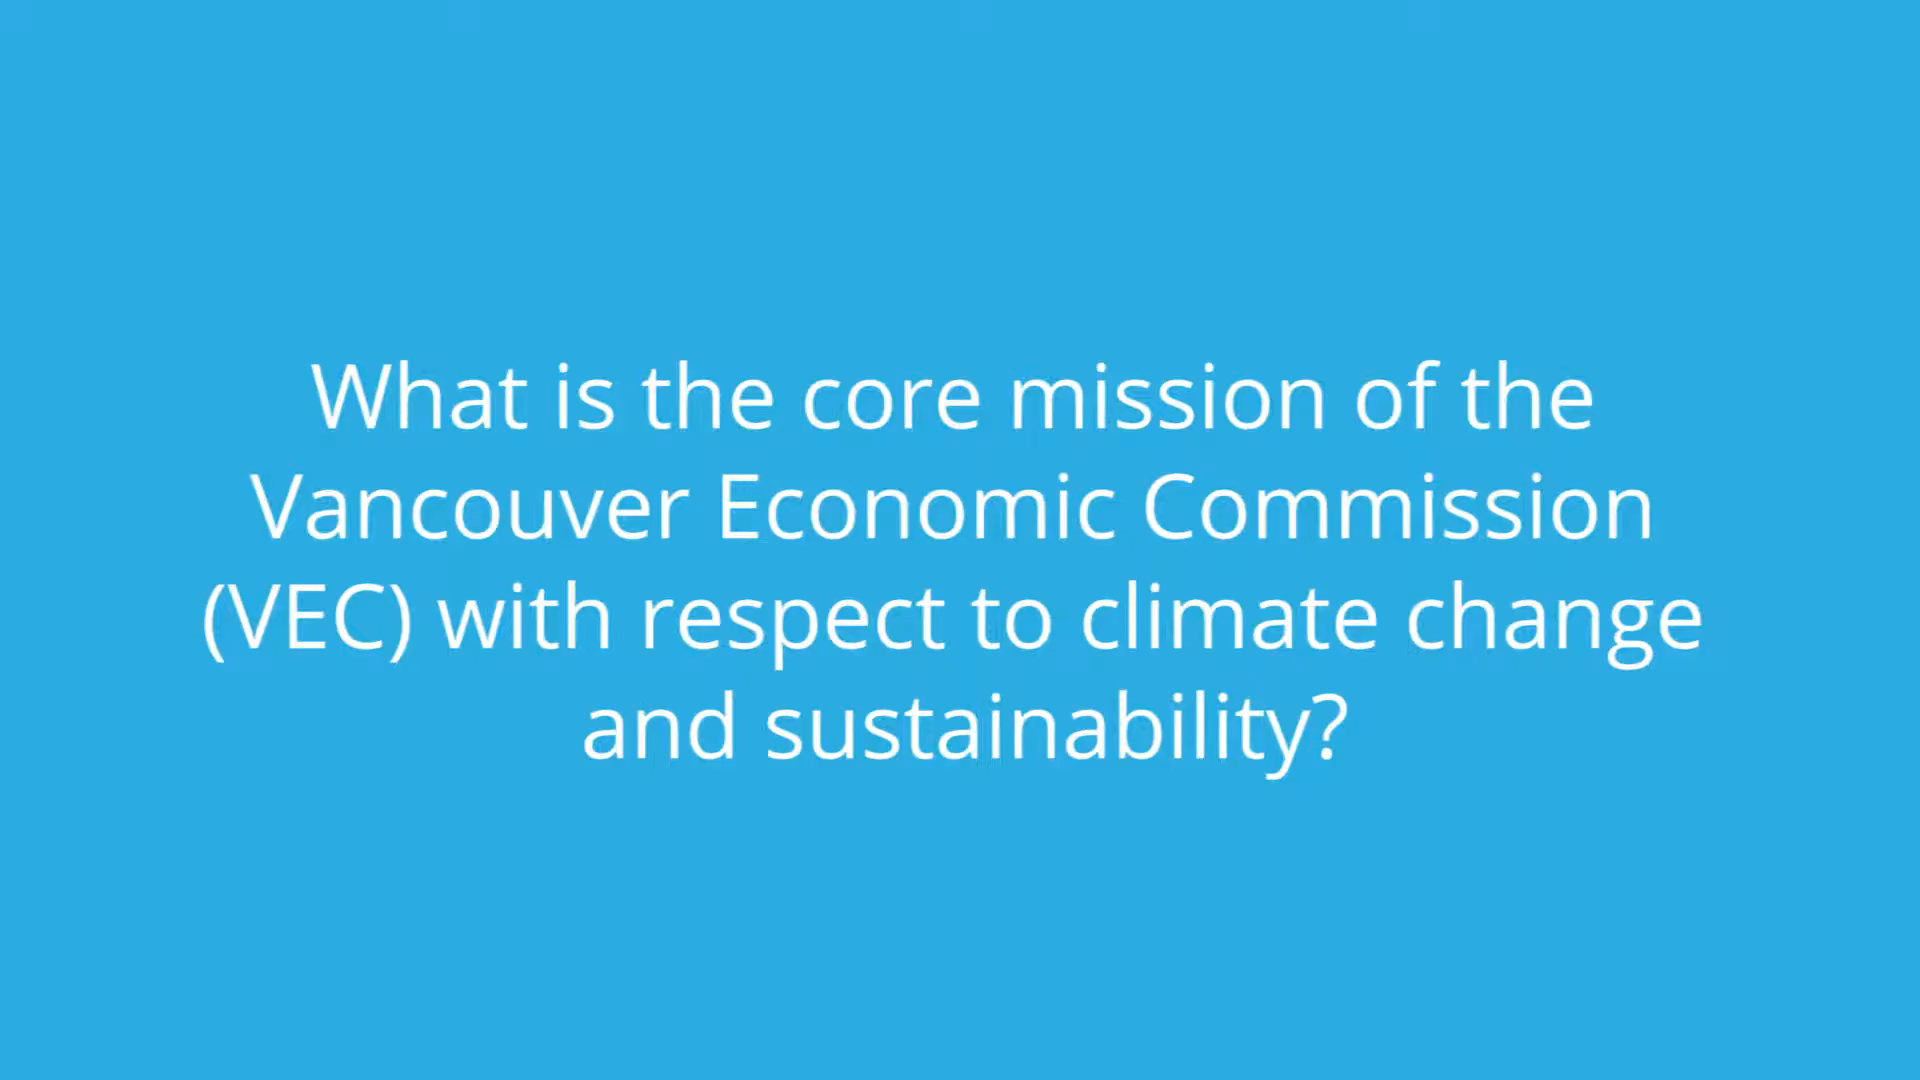 What is the core mission of the
Vancouver Economic Commission
(VEC) with respect to climate change
and sustainability?